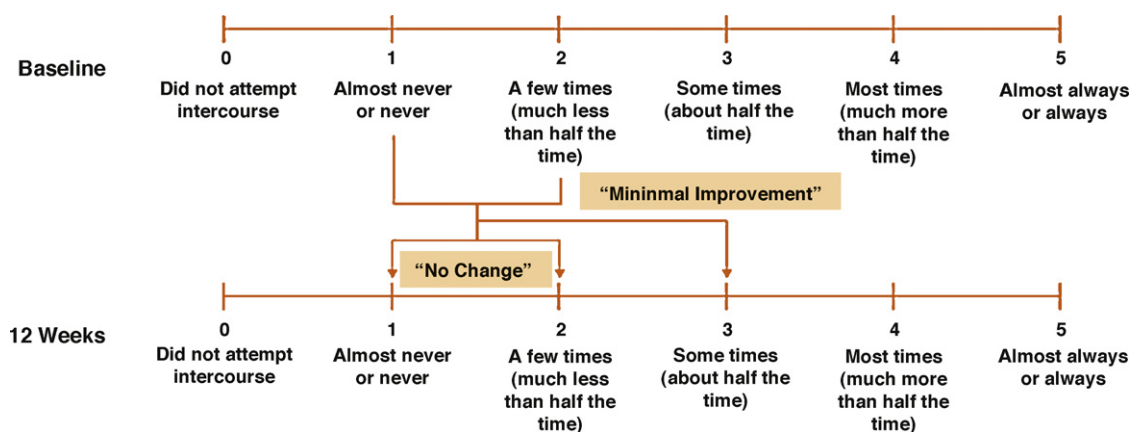 0 1 2 3 4 5
Baseline
Did not attempt Almost never A few times Some times Most times Almost always
intercourse or never (much less (about half the (much more or always
than half the time) than half the
time) time)
“Mininmal Improvement”
“No Change”
0 1 2 3 4 5
12 Weeks
Did not attempt Almost never A few times Some times Most times Almost always
intercourse or never (much less (about half the (much more or always
than half the time) than half the
time) time)